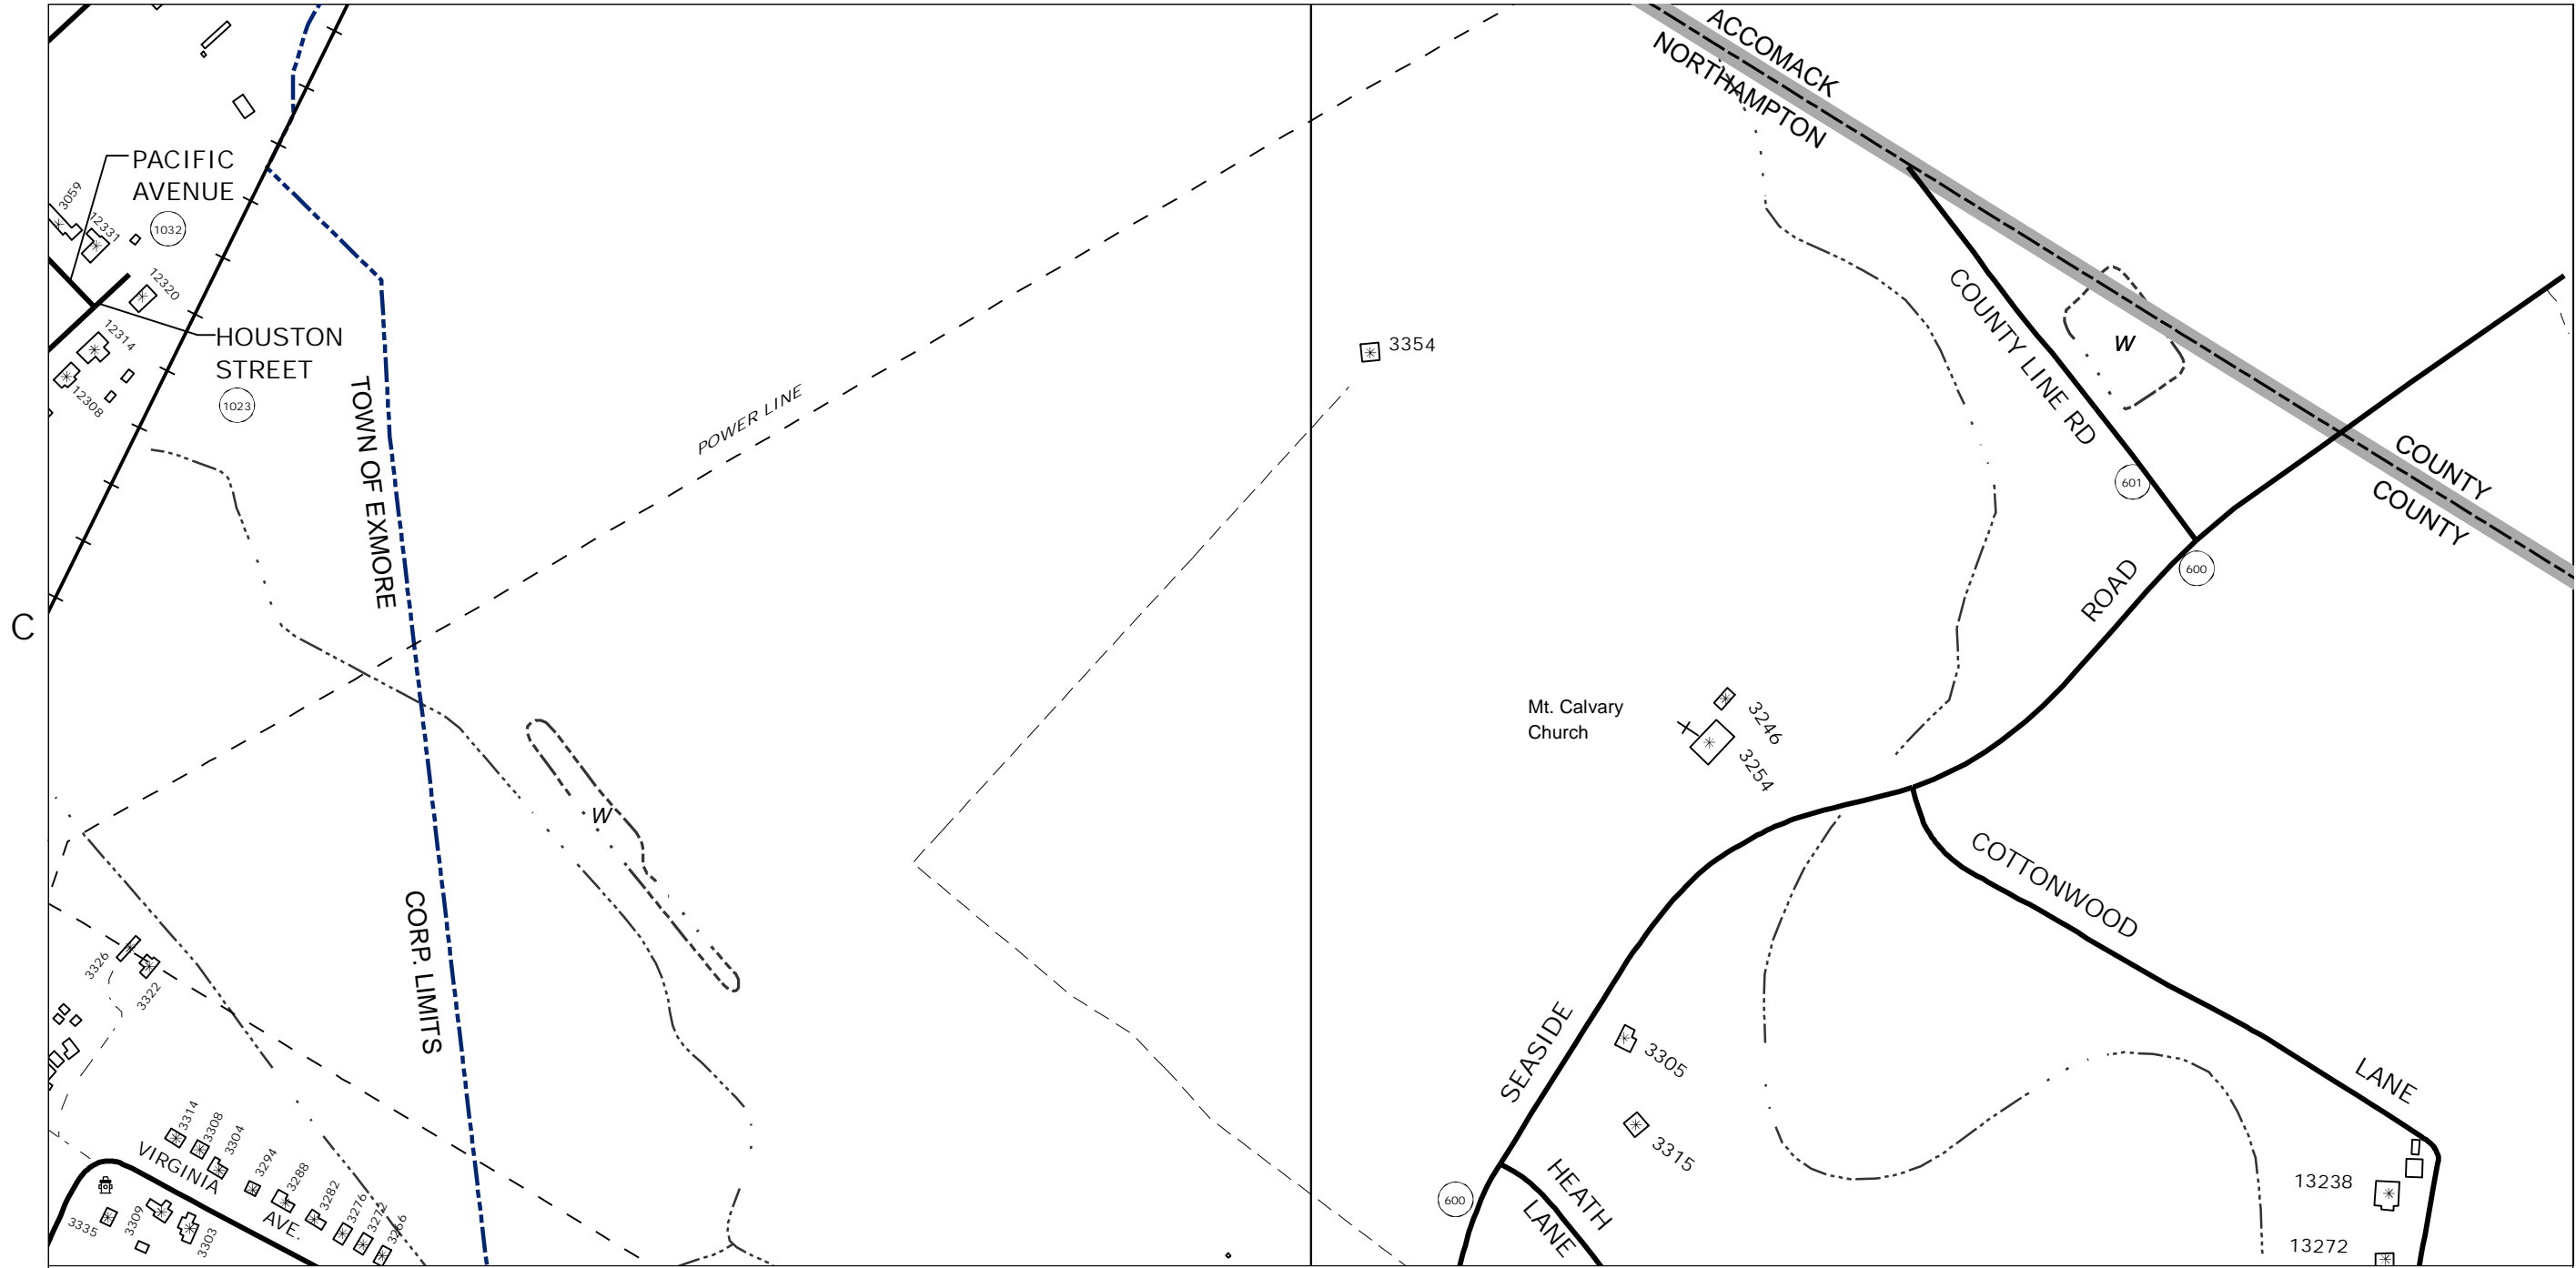 ACCOMACK
NORTHAMPTON
PACIFIC
AVENUE
1032
3059
12331
12320
HOUSTON
STREET
1023
12314
12308
TOWN OF EXMORE
POWER LINE
3354
COUNTY LINE RD
W
601
COUNTY
COUNTY
600
ROAD
C
Mt. Calvary
Church
3246
3254
W
CORP. LIMITS
COTTONWOOD
LANE
3326
3322
SEASIDE
3305
3315
3314
3308
3304
3294
3288
3282
3276
3272
3266
VIRGINIA
AVE.
3335
3309
3303
600
HEATH
LANE
13238
13272